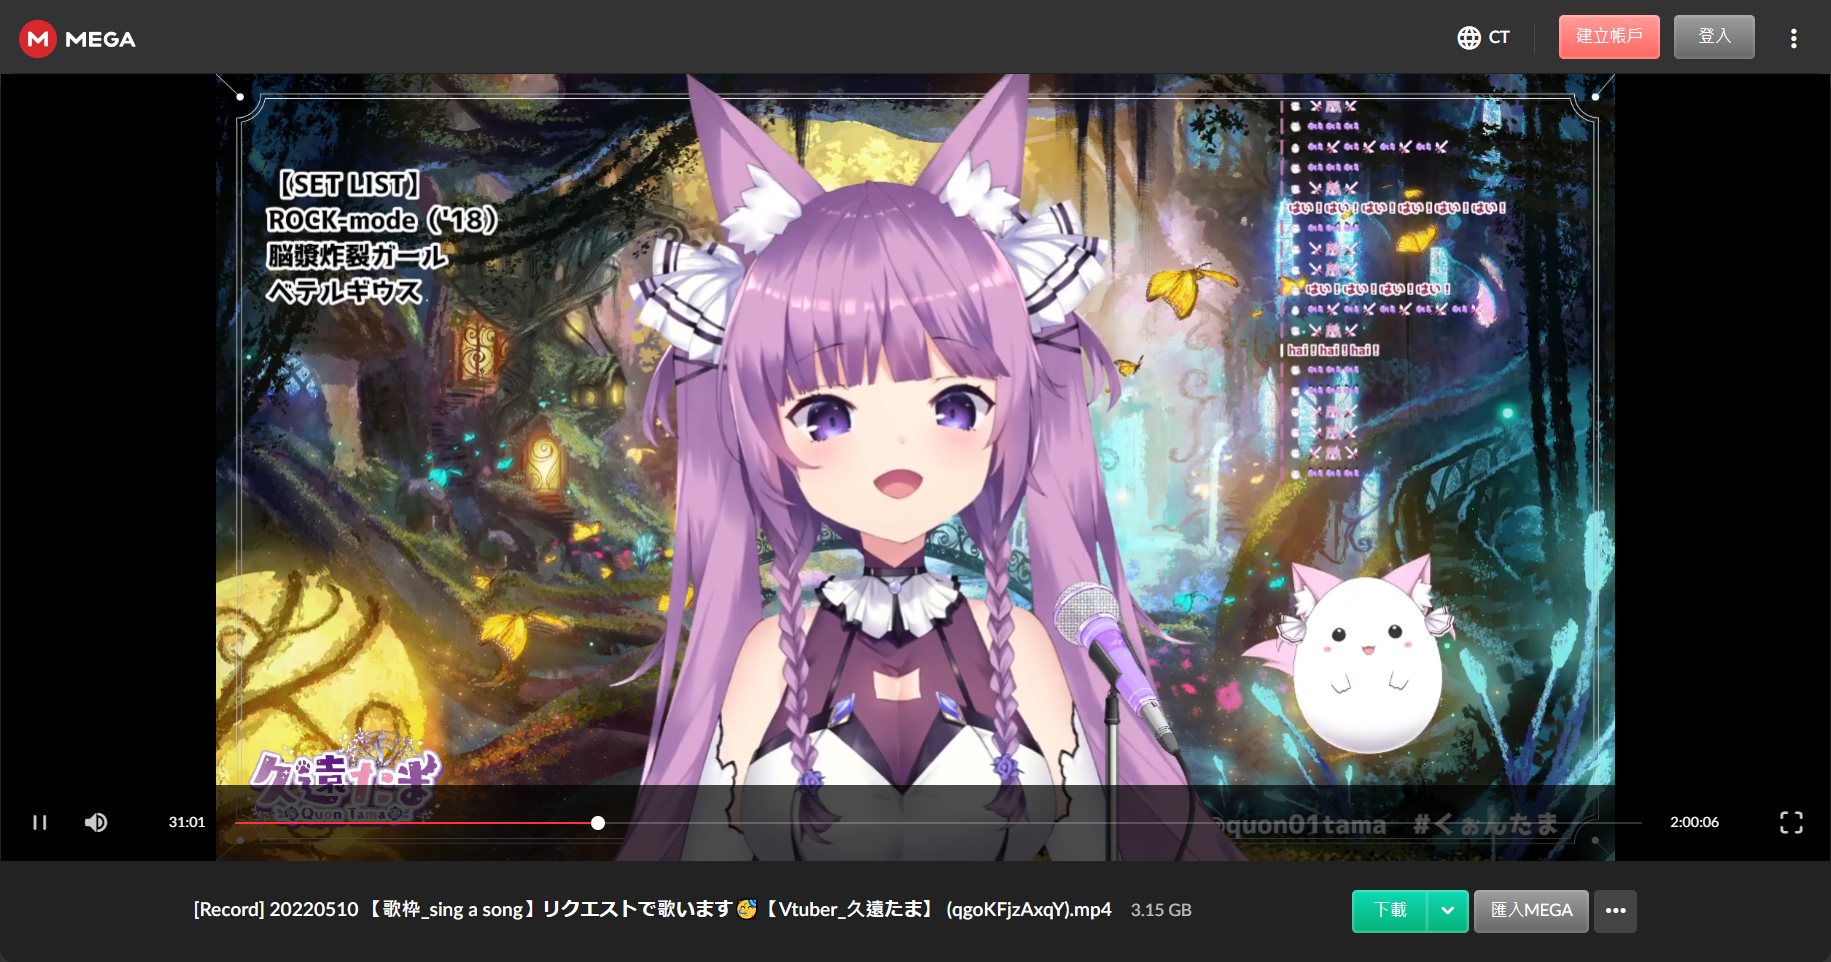 MEGA
CT
建立帳戶
登入
【SET LIST】
ROCK-mode（'18）
脳漿炸裂ガール
ベテルギウス
はい！はい！はい！はい！はい！はい！
はい！はい！はい！はい！
hai！hai！hai！
久遠たま
Quon Tama
@quon01tama #くおんたま
31:01
2:00:06
[Record] 20220510 【歌枠_sing a song】リクエストで歌います🥳【Vtuber_久遠たま】 (qgoKFjzAxqY).mp4
3.15 GB
下載
匯入MEGA